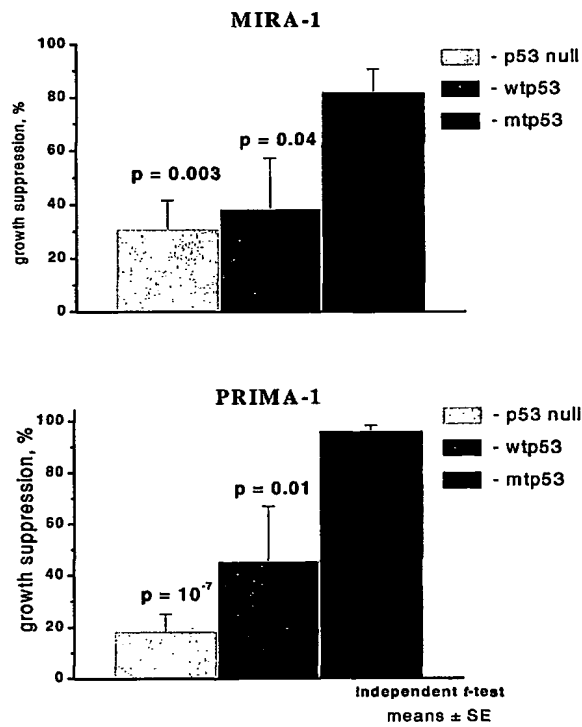 MIRA-1
growth suppression, %
100
80
60
40
20
0
p = 0.003
p = 0.04
- p53 null
- wtp53
- mtp53
PRIMA-1
growth suppression, %
100
80
60
40
20
0
p = 10⁻⁷
p = 0.01
- p53 null
- wtp53
- mtp53
Independent t-test
means ± SE